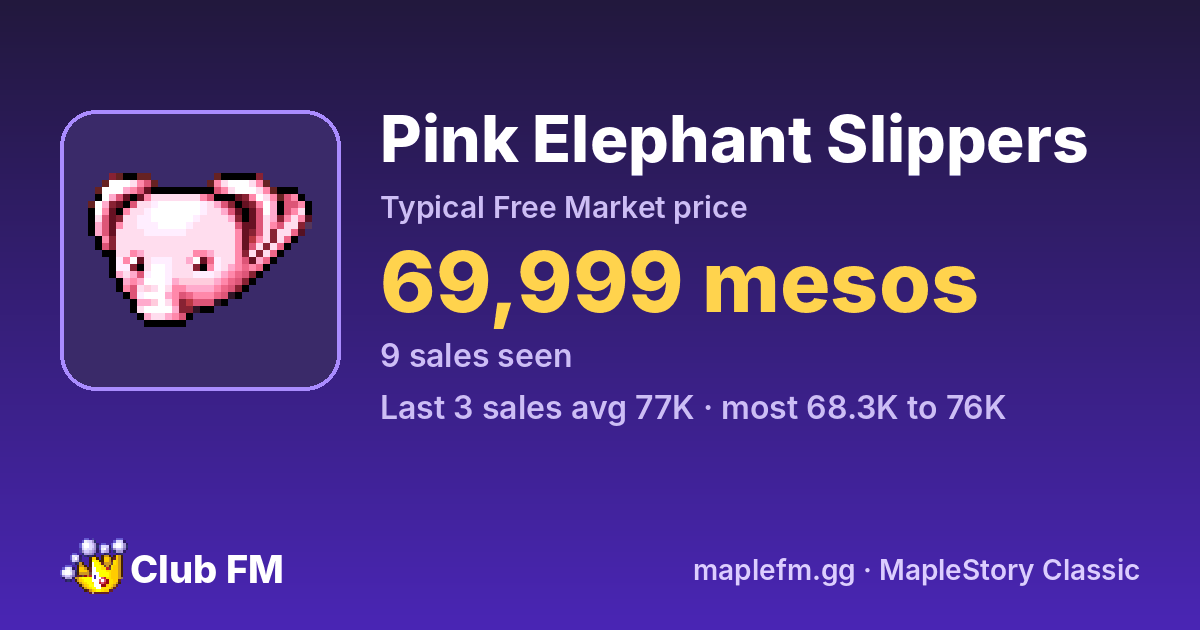 Pink Elephant Slippers
Typical Free Market price
69,999 mesos
9 sales seen
Last 3 sales avg 77K · most 68.3K to 76K
Club FM
maplefm.gg · MapleStory Classic